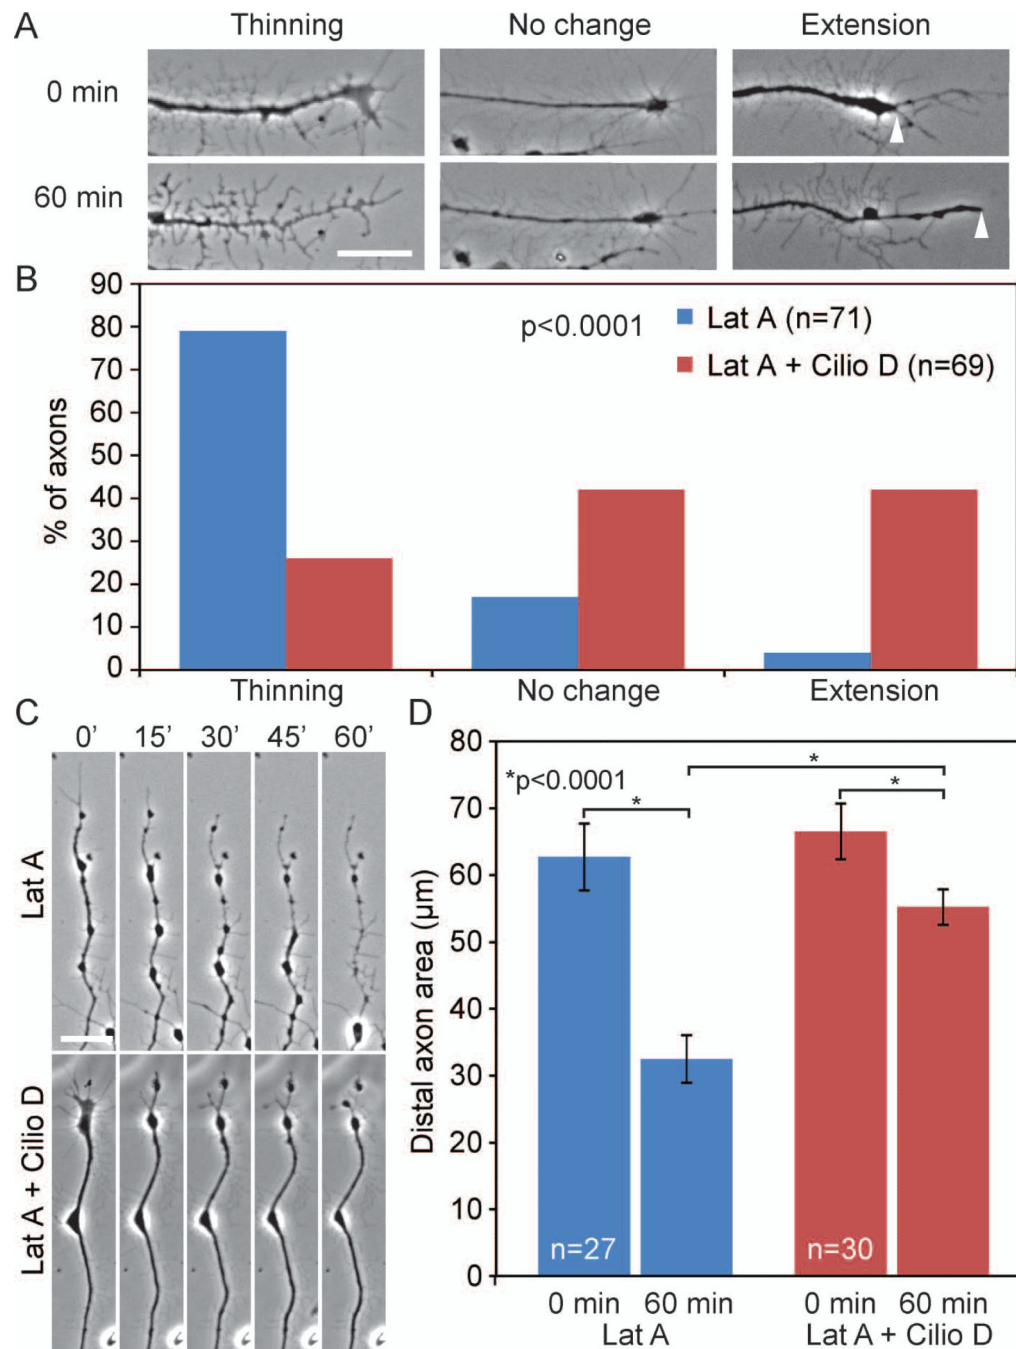 A
Thinning
No change
Extension
0 min
60 min
B
90
80
70
60
50
40
30
20
10
0
% of axons
p<0.0001
Lat A (n=71)
Lat A + Cilio D (n=69)
Thinning
No change
Extension
C
0’ 15’ 30’ 45’ 60’
Lat A
Lat A + Cilio D
D
80
70
60
50
40
30
20
10
0
Distal axon area (µm)
*p<0.0001
*
*
*
n=27
n=30
0 min 60 min 0 min 60 min
Lat A Lat A + Cilio D